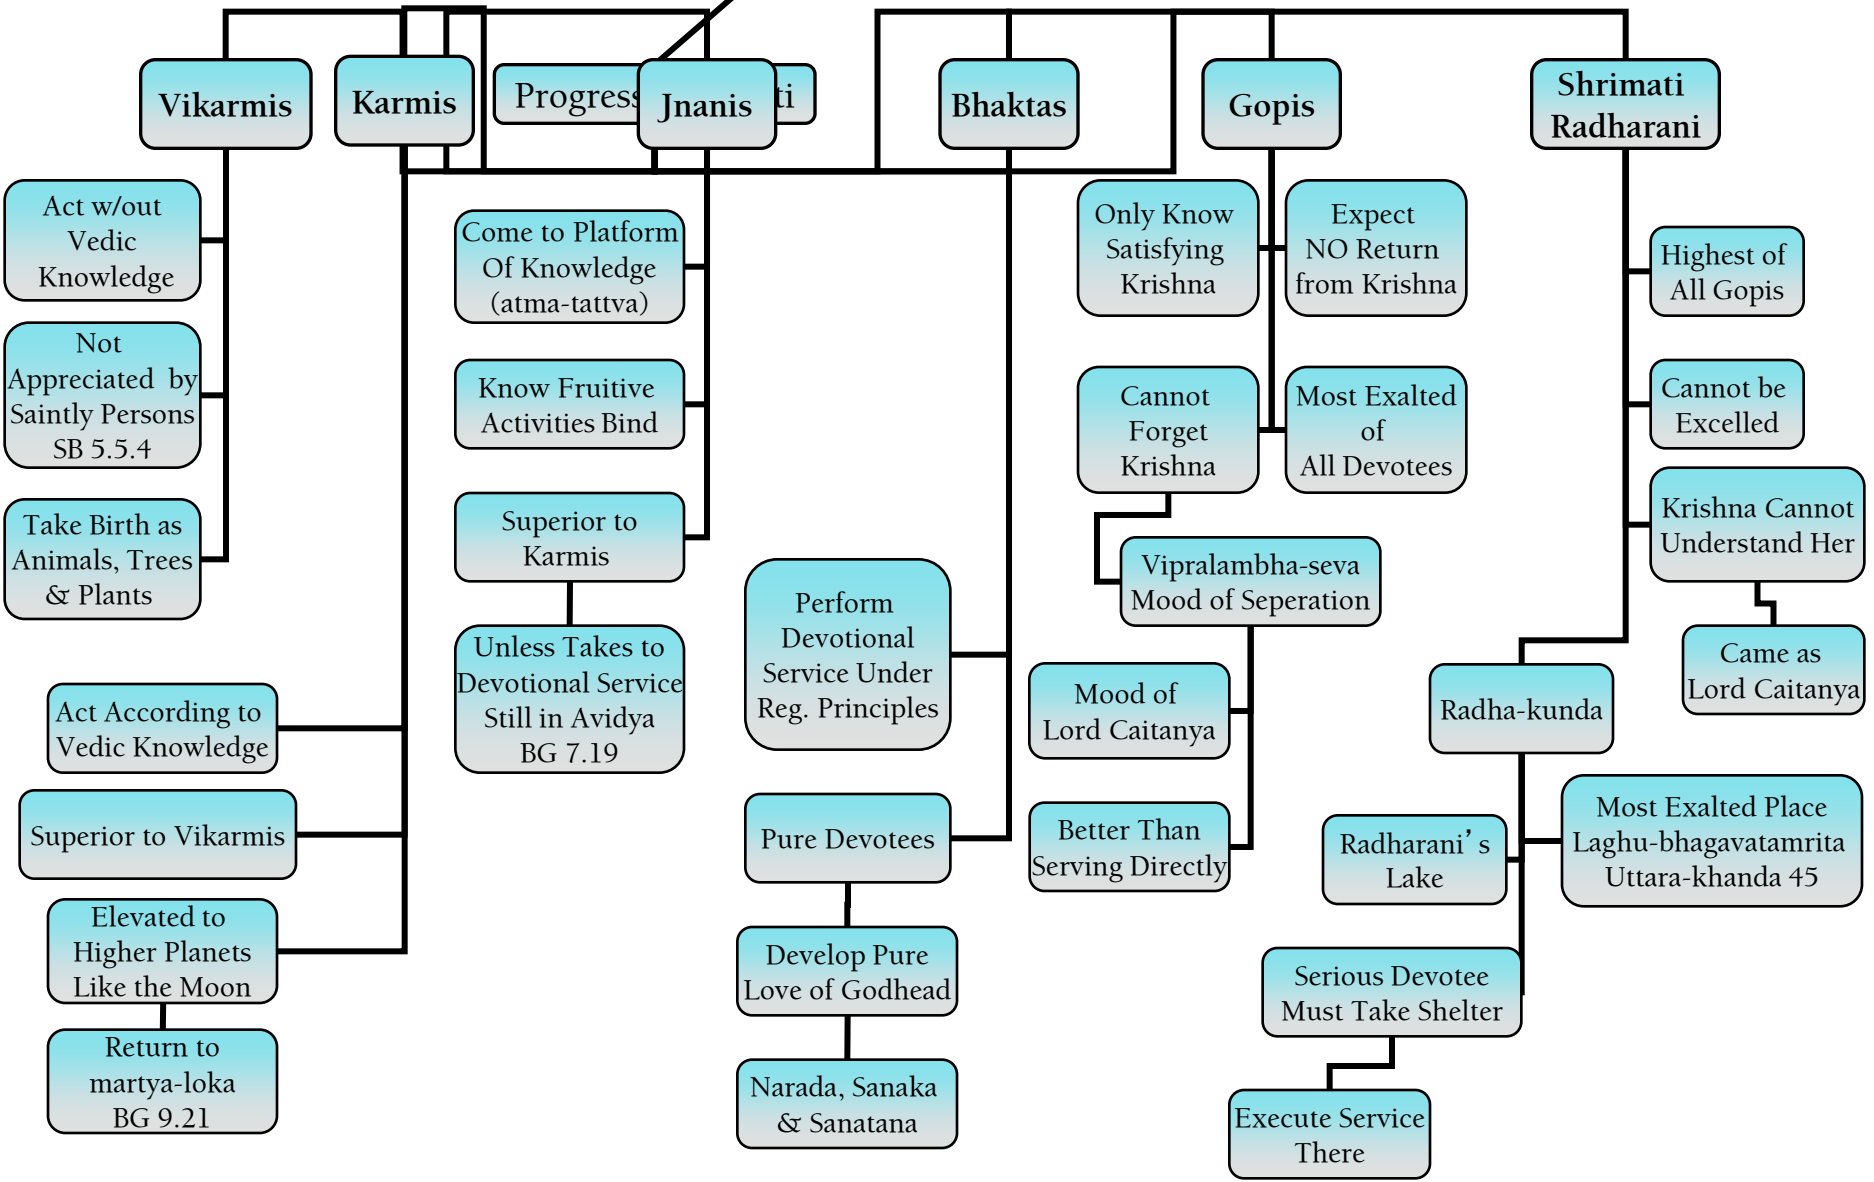 Vikarmis
Karmis
Jnanis
Bhaktas
Gopis
Shrimati
Radharani
Act w/out
Vedic
Knowledge
Not
Appreciated by
Saintly Persons
SB 5.5.4
Take Birth as
Animals, Trees
& Plants
Act According to
Vedic Knowledge
Superior to Vikarmis
Elevated to
Higher Planets
Like the Moon
Return to
martya-loka
BG 9.21
Come to Platform
Of Knowledge
(atma-tattva)
Know Fruitive
Activities Bind
Superior to
Karmis
Unless Takes to
Devotional Service
Still in Avidya
BG 7.19
Perform
Devotional
Service Under
Reg. Principles
Pure Devotees
Develop Pure
Love of Godhead
Narada, Sanaka
& Sanatana
Only Know
Satisfying
Krishna
Expect
NO Return
from Krishna
Cannot
Forget
Krishna
Most Exalted
of
All Devotees
Vipralambha-seva
Mood of Seperation
Mood of
Lord Caitanya
Better Than
Serving Directly
Highest of
All Gopis
Cannot be
Excelled
Krishna Cannot
Understand Her
Came as
Lord Caitanya
Radha-kunda
Radharani’s
Lake
Most Exalted Place
Laghu-bhagavatamrita
Uttara-khanda 45
Serious Devotee
Must Take Shelter
Execute Service
There